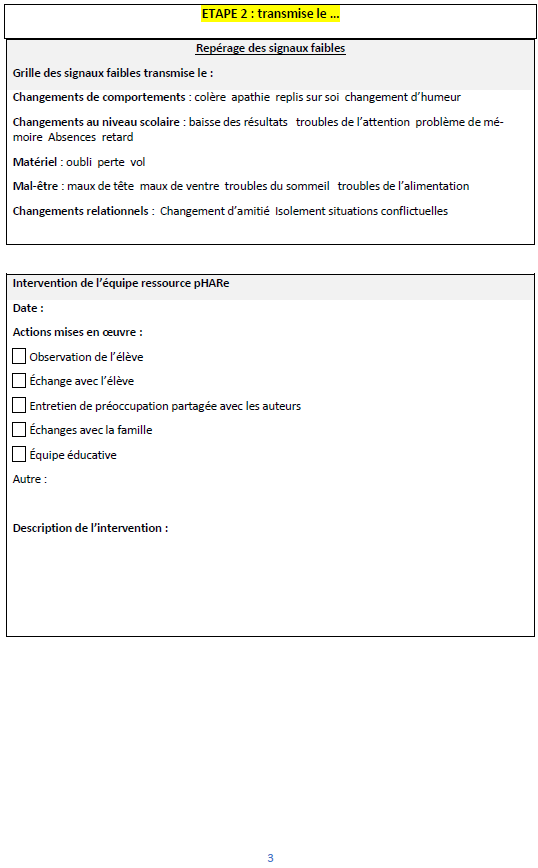 ETAPE 2 : transmise le ...
Repérage des signaux faibles
Grille des signaux faibles transmise le :
Changements de comportements : colère apathie replis sur soi changement d'humeur
Changements au niveau scolaire : baisse des résultats troubles de l'attention problème de mé-
moire Absences retard
Matériel : oubli perte vol
Mal-être : maux de tête maux de ventre troubles du sommeil troubles de l'alimentation
Changements relationnels : Changement d'amitié Isolement situations conflictuelles
Intervention de l'équipe ressource pHARe
Date :
Actions mises en œuvre :
Observation de l'élève
Échange avec l'élève
Entretien de préoccupation partagée avec les auteurs
Échanges avec la famille
Équipe éducative
Autre :
Description de l'intervention :
3